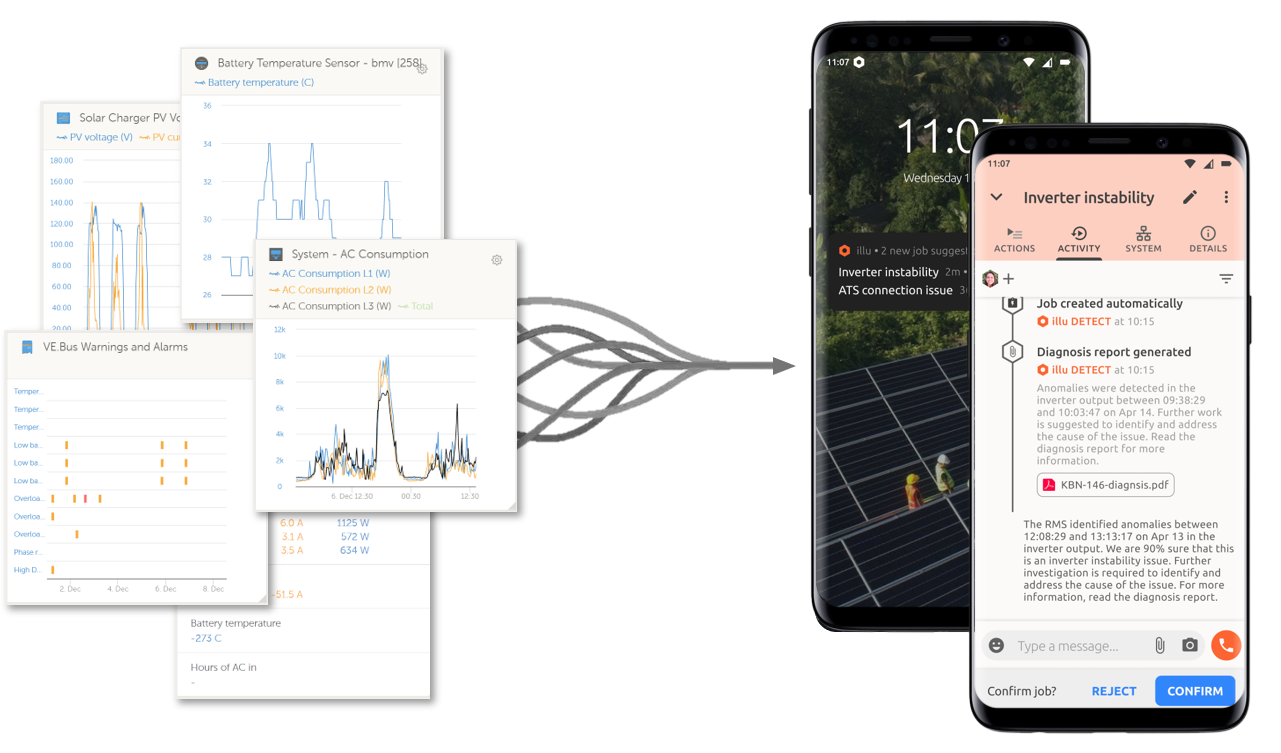 Battery Temperature Sensor - bmv [258]
Battery temperature (C)
36
34
32
30
28
26
Solar Charger PV Vo
PV voltage (V) PV cur
180.00
160.00
140.00
120.00
100.00
80.00
60.00
40.00
20.00
System - AC Consumption
AC Consumption L1 (W)
AC Consumption L2 (W)
AC Consumption L3 (W) Total
12k
10k
8k
6k
4k
2k
0
6. Dec 12:30 00:30 12:30
VE.Bus Warnings and Alarms
Temper...
Temper...
Temper...
Low ba...
Low ba...
Low ba...
Overloa...
Overloa...
Overloa...
Phase r...
High D...
2. Dec 4. Dec 6. Dec 8. Dec
6.0 A 1125 W
3.1 A 572 W
3.5 A 634 W
-51.5 A
Battery temperature
-273 C
Hours of AC in
-
11:07
11:07
Wednesday 1
illu • 2 new job suggest
Inverter instability 2m •
ATS connection issue 3
11:07
Inverter instability
ACTIONS ACTIVITY SYSTEM DETAILS
Job created automatically
illu DETECT at 10:15
Diagnosis report generated
illu DETECT at 10:15
Anomalies were detected in the
inverter output between 09:38:29
and 10:03:47 on Apr 14. Further work
is suggested to identify and address
the cause of the issue. Read the
diagnosis report for more
information.
KBN-146-diagnsis.pdf
The RMS identified anomalies between
12:08:29 and 13:13:17 on Apr 13 in the
inverter output. We are 90% sure that this
is an inverter instability issue. Further
investigation is required to identify and
address the cause of the issue. For more
information, read the diagnosis report.
Type a message...
Confirm job? REJECT CONFIRM